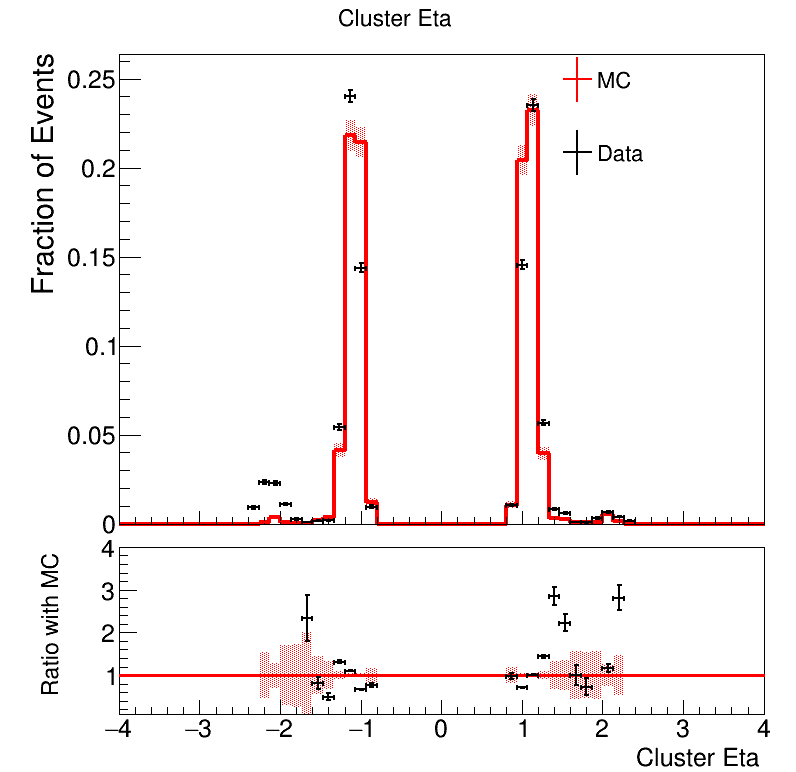 Cluster Eta
Fraction of Events
0.25
0.2
0.15
0.1
0.05
0
MC
Data
Ratio with MC
4
3
2
1
−4 −3 −2 −1 0 1 2 3 4
Cluster Eta